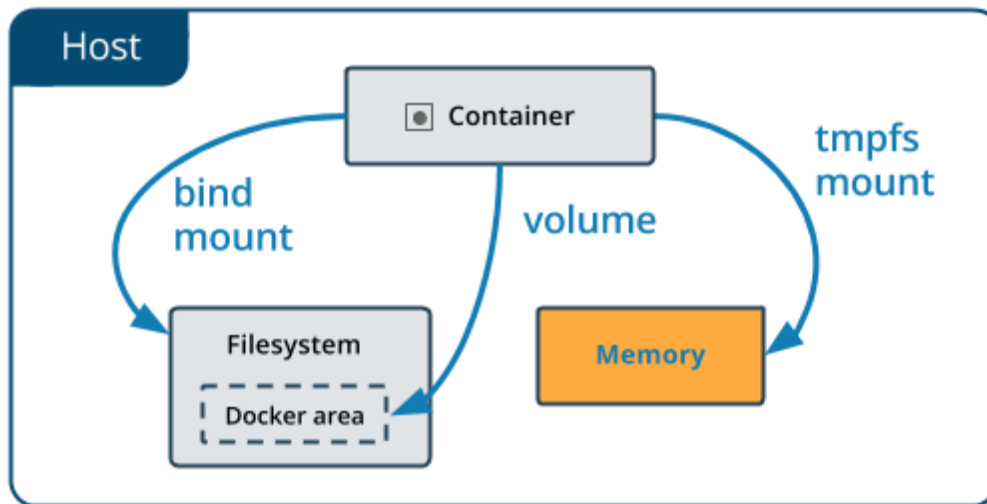 Host
Container
tmpfs
mount
bind
mount
volume
Filesystem
Memory
Docker area